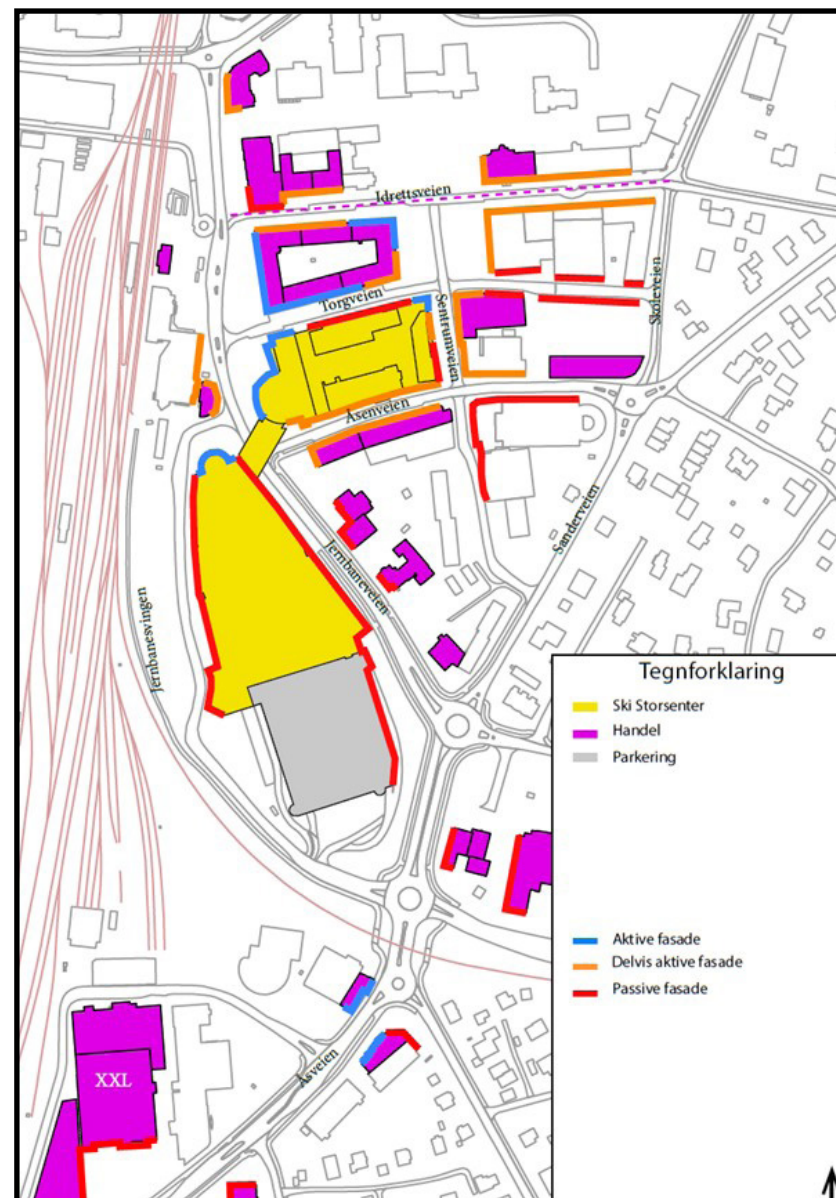 Idrettsveien
Torgveien
Sentrumveien
Skoleveien
Åsenveien
Sanderveien
Jernbaneveien
Jernbanesvingen
Tegnforklaring
Ski Storsenter
Handel
Parkering
Aktive fasade
Delvis aktive fasade
Passive fasade
Åsveien
XXL